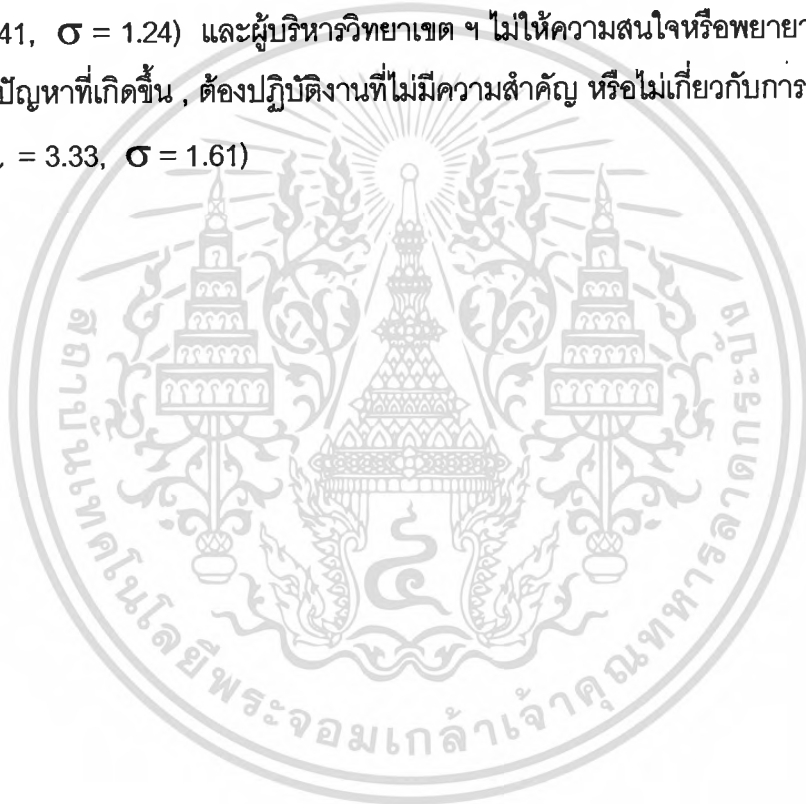 41, σ = 1.24) และผู้บริหารวิทยาเขต ฯ ไม่ให้ความสนใจหรือพยายา
ปัญหาที่เกิดขึ้น , ต้องปฏิบัติงานที่ไม่มีความสำคัญ หรือไม่เกี่ยวกับการ
= 3.33, σ = 1.61)
สถาบันเทคโนโลยีพระจอมเกล้าเจ้าคุณทหารลาดกระบัง
๔